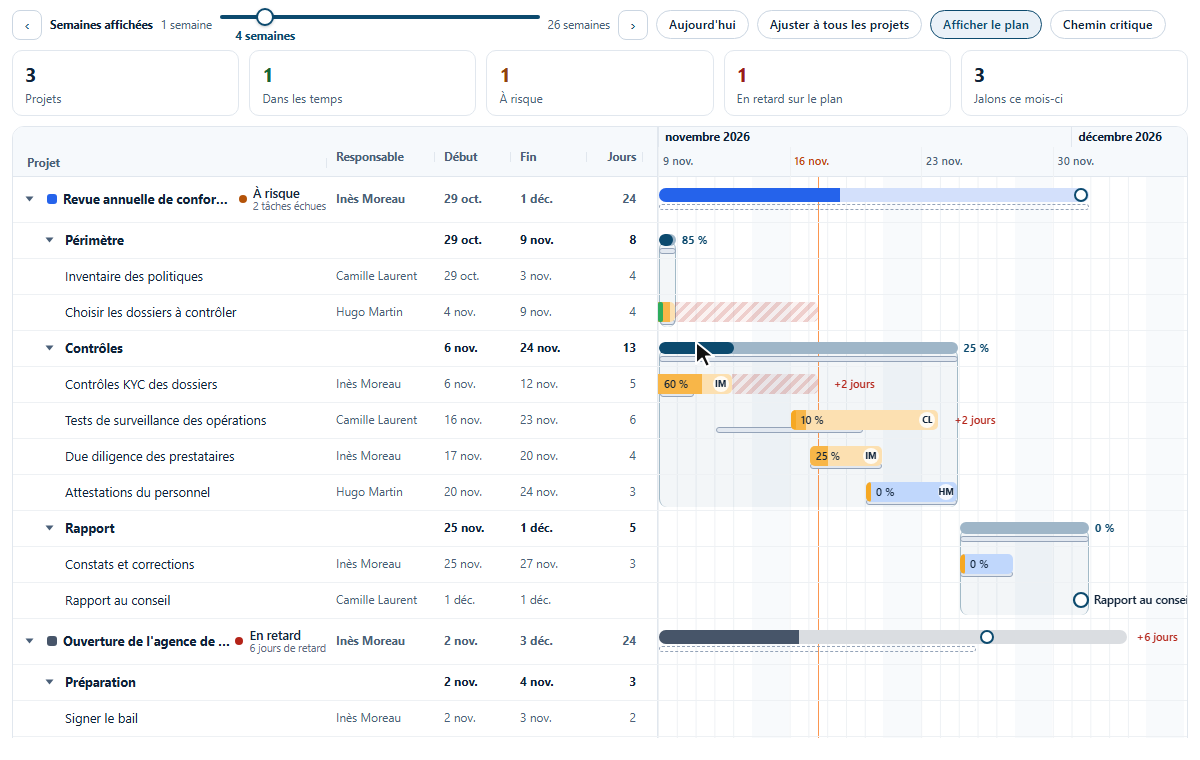 ‹ Semaines affichées 1 semaine 4 semaines 26 semaines › Aujourd'hui Ajuster à tous les projets Afficher le plan Chemin critique
3 Projets
1 Dans les temps
1 À risque
1 En retard sur le plan
3 Jalons ce mois-ci
Projet Responsable Début Fin Jours
novembre 2026 décembre 2026
9 nov. 16 nov. 23 nov. 30 nov.
Revue annuelle de confor... À risque 2 tâches échues Inès Moreau 29 oct. 1 déc. 24
Périmètre 29 oct. 9 nov. 8 85 %
Inventaire des politiques Camille Laurent 29 oct. 3 nov. 4
Choisir les dossiers à contrôler Hugo Martin 4 nov. 9 nov. 4
Contrôles 6 nov. 24 nov. 13 25 %
Contrôles KYC des dossiers Inès Moreau 6 nov. 12 nov. 5 60 % IM +2 jours
Tests de surveillance des opérations Camille Laurent 16 nov. 23 nov. 6 10 % CL +2 jours
Due diligence des prestataires Inès Moreau 17 nov. 20 nov. 4 25 % IM
Attestations du personnel Hugo Martin 20 nov. 24 nov. 3 0 % HM
Rapport 25 nov. 1 déc. 5 0 %
Constats et corrections Inès Moreau 25 nov. 27 nov. 3 0 %
Rapport au conseil Camille Laurent 1 déc. 1 déc. Rapport au consei
Ouverture de l'agence de ... En retard 6 jours de retard Inès Moreau 2 nov. 3 déc. 24 +6 jours
Préparation 2 nov. 4 nov. 3
Signer le bail Inès Moreau 2 nov. 3 nov. 2